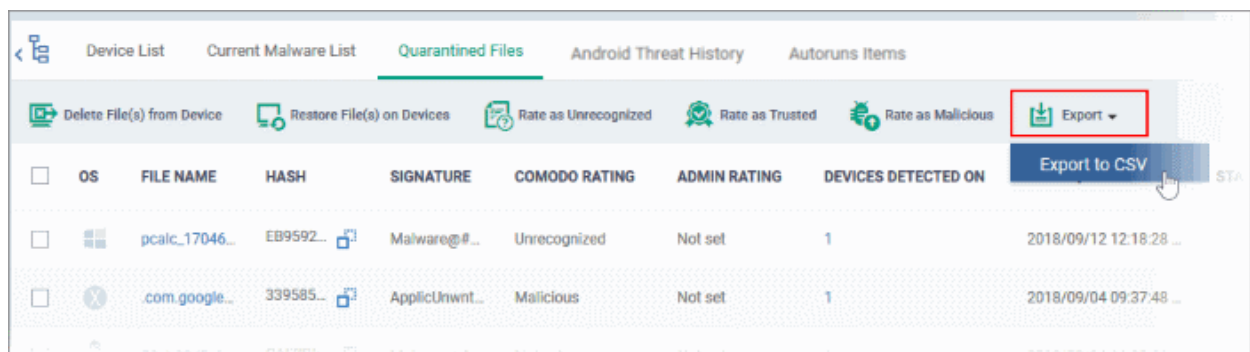 Device List Current Malware List Quarantined Files Android Threat History Autoruns Items
Delete File(s) from Device Restore File(s) on Devices Rate as Unrecognized Rate as Trusted Rate as Malicious Export
Export to CSV
OS FILE NAME HASH SIGNATURE COMODO RATING ADMIN RATING DEVICES DETECTED ON STA
pcalc_17046... EB9592... Malware@#... Unrecognized Not set 1 2018/09/12 12:18:28 ...
.com.google... 339585... ApplicUnwnt... Malicious Not set 1 2018/09/04 09:37:48 ...